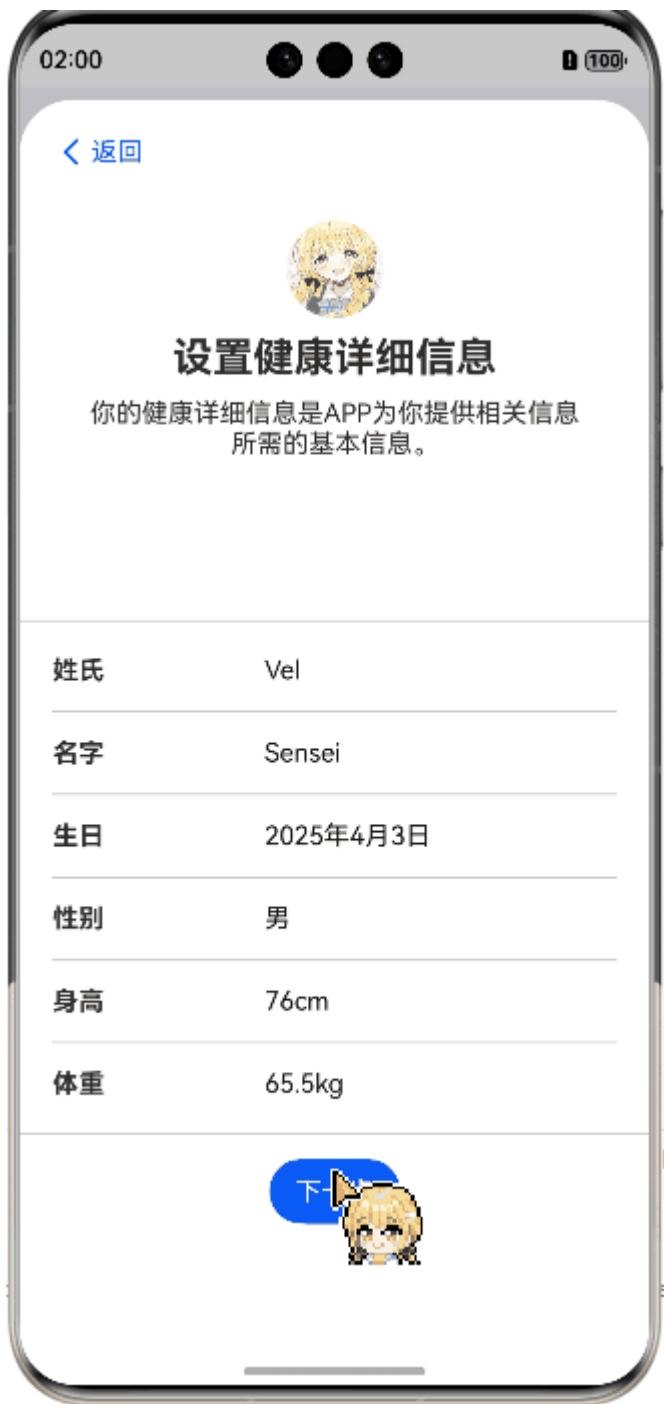 02:00
100
返回
设置健康详细信息
你的健康详细信息是APP为你提供相关信息
所需的基本信息。
姓氏 Vel
名字 Sensei
生日 2025年4月3日
性别 男
身高 76cm
体重 65.5kg
下一